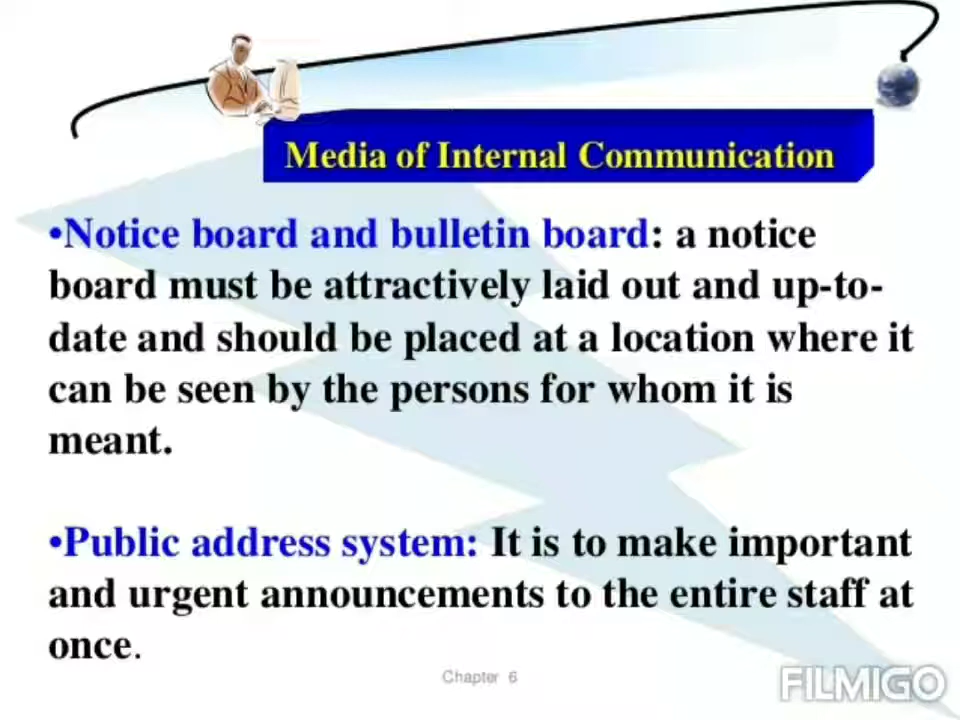 Media of Internal Communication
•Notice board and bulletin board: a notice
board must be attractively laid out and up-to-
date and should be placed at a location where it
can be seen by the persons for whom it is
meant.
•Public address system: It is to make important
and urgent announcements to the entire staff at
once.
Chapter 6
FILMIGO